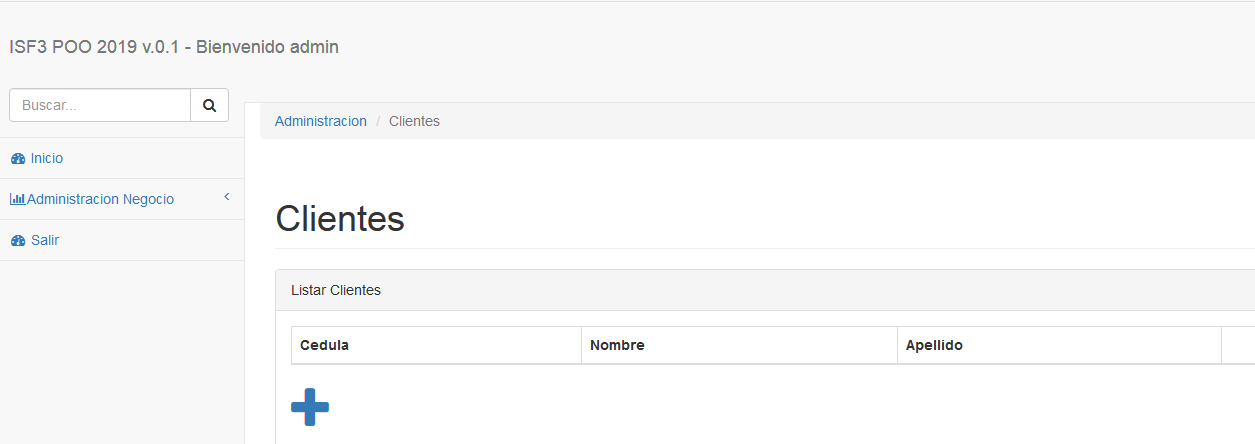 ISF3 POO 2019 v.0.1 - Bienvenido admin
Buscar...
Inicio
Administracion Negocio
Salir
Administracion / Clientes
Clientes
Listar Clientes
Cedula Nombre Apellido